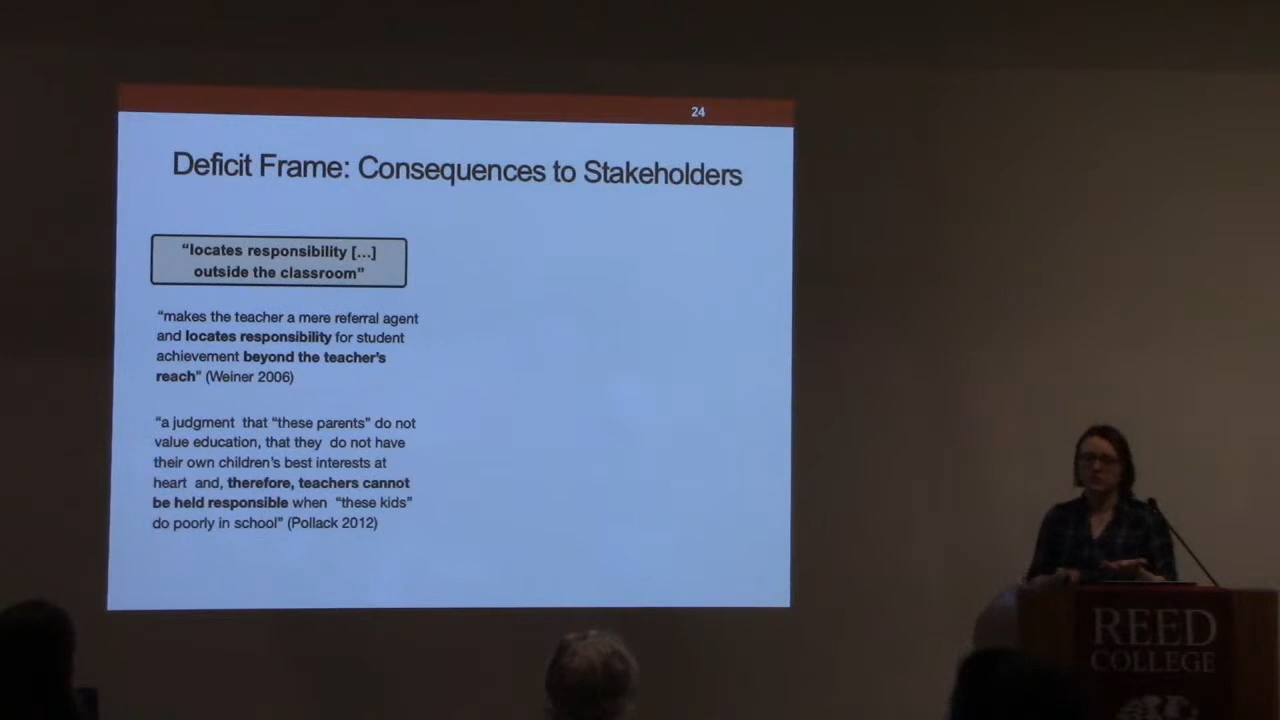 24
Deficit Frame: Consequences to Stakeholders
“locates responsibility [...]
outside the classroom”
“makes the teacher a mere referral agent
and locates responsibility for student
achievement beyond the teacher’s
reach” (Weiner 2006)
“a judgment that “these parents” do not
value education, that they do not have
their own children’s best interests at
heart and, therefore, teachers cannot
be held responsible when “these kids”
do poorly in school” (Pollack 2012)
REED
COLLEGE